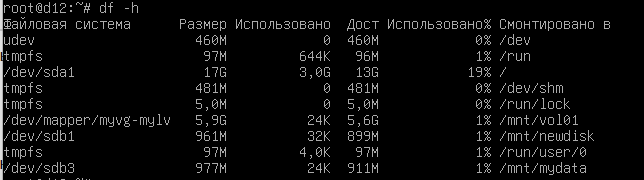 root@d12:~# df -h
Файловая система Размер Использовано Дост Использовано% Смонтировано в
udev 460M 0 460M 0% /dev
tmpfs 97M 644K 96M 1% /run
/dev/sda1 17G 3,0G 13G 19% /
tmpfs 481M 0 481M 0% /dev/shm
tmpfs 5,0M 0 5,0M 0% /run/lock
/dev/mapper/myvg-mylv 5,9G 24K 5,6G 1% /mnt/vol01
/dev/sdb1 961M 32K 899M 1% /mnt/newdisk
tmpfs 97M 4,0K 97M 1% /run/user/0
/dev/sdb3 977M 24K 911M 1% /mnt/mydata